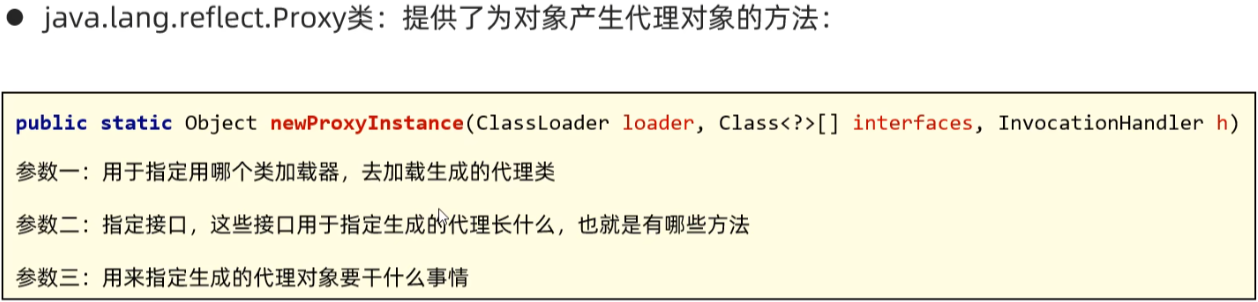 ● java.lang.reflect.Proxy类：提供了为对象产生代理对象的方法：
public static Object newProxyInstance(ClassLoader loader, Class<?>[] interfaces, InvocationHandler h)
参数一：用于指定用哪个类加载器，去加载生成的代理类
参数二：指定接口，这些接口用于指定生成的代理长什么，也就是有哪些方法
参数三：用来指定生成的代理对象要干什么事情